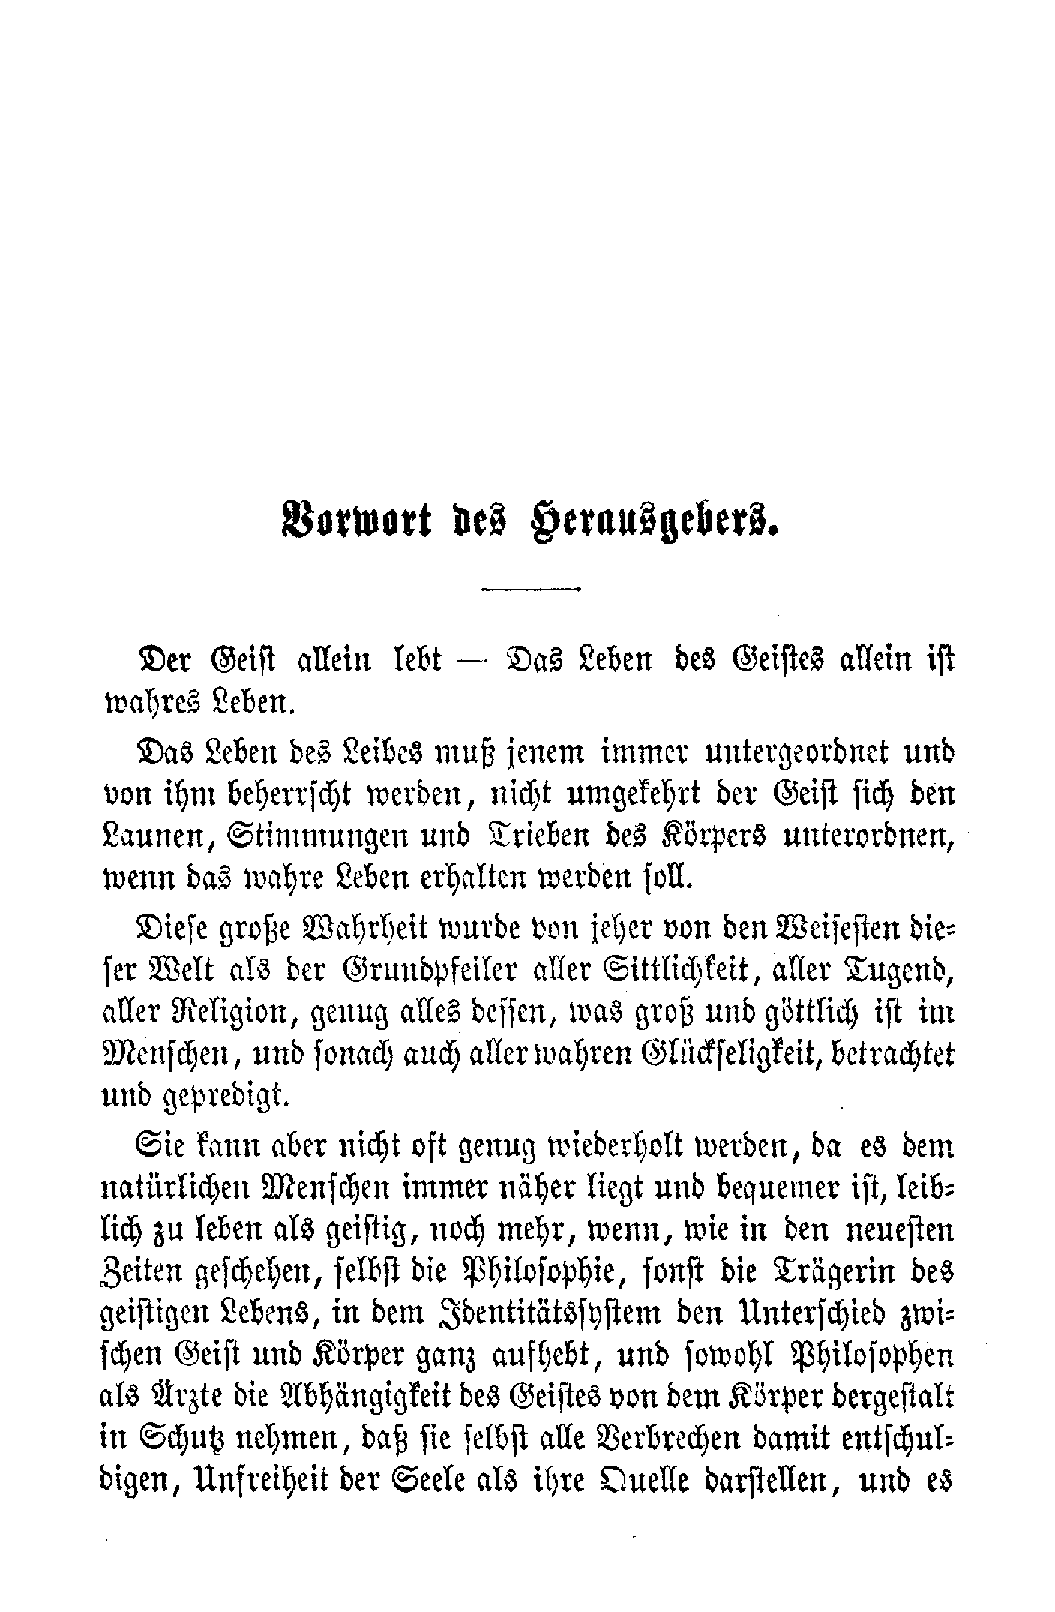 Vorwort des Herausgebers.
Der Geist allein lebt — Das Leben des Geistes allein ist
wahres Leben.
Das Leben des Leibes muß jenem immer untergeordnet und
von ihm beherrscht werden, nicht umgekehrt der Geist sich den
Launen, Stimmungen und Trieben des Körpers unterordnen,
wenn das wahre Leben erhalten werden soll.
Diese große Wahrheit wurde von jeher von den Weisesten die-
ser Welt als der Grundpfeiler aller Sittlichkeit, aller Tugend,
aller Religion, genug alles dessen, was groß und göttlich ist im
Menschen, und sonach auch aller wahren Glückseligkeit, betrachtet
und gepredigt.
Sie kann aber nicht oft genug wiederholt werden, da es dem
natürlichen Menschen immer näher liegt und bequemer ist, leib-
lich zu leben als geistig, noch mehr, wenn, wie in den neuesten
Zeiten geschehen, selbst die Philosophie, sonst die Trägerin des
geistigen Lebens, in dem Identitätssystem den Unterschied zwi-
schen Geist und Körper ganz aufhebt, und sowohl Philosophen
als Ärzte die Abhängigkeit des Geistes von dem Körper dergestalt
in Schutz nehmen, daß sie selbst alle Verbrechen damit entschul-
digen, Unfreiheit der Seele als ihre Quelle darstellen, und es